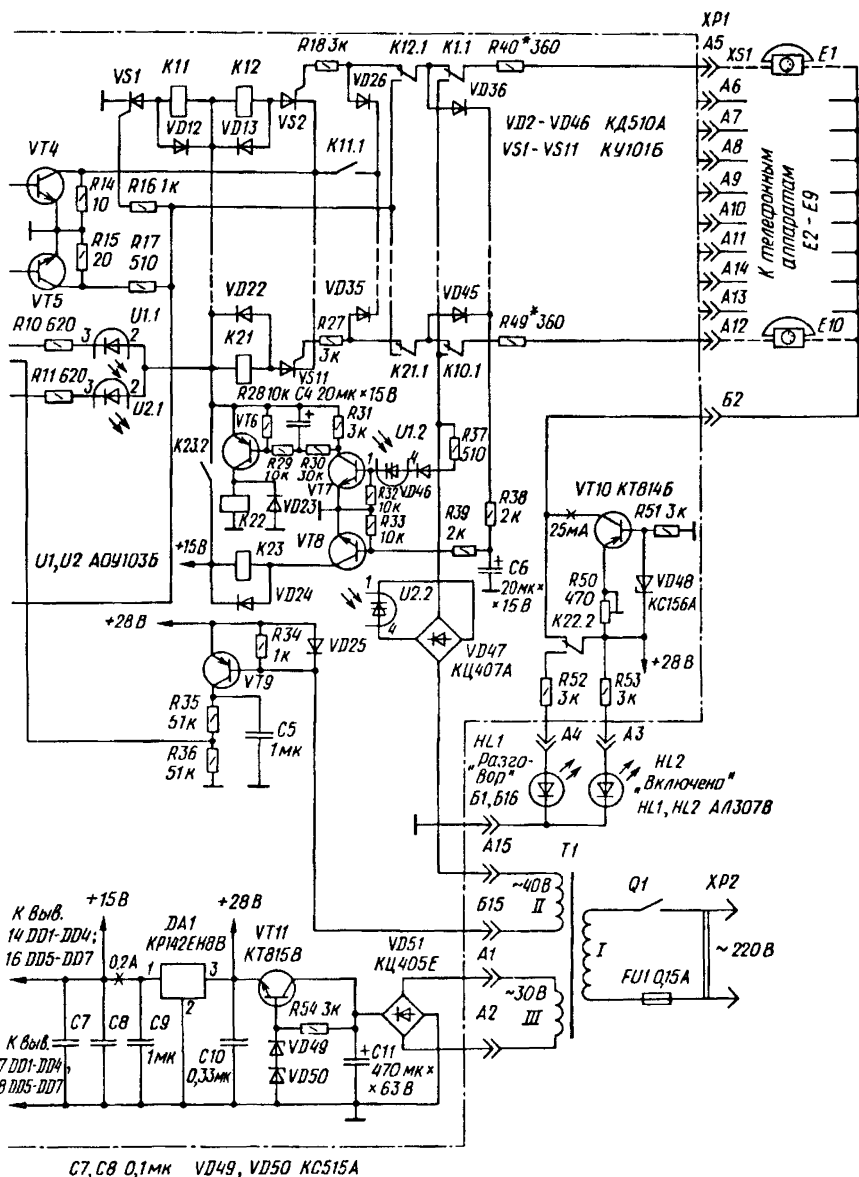 XP1
R18 3к K12.1 K1.1 R40* 360 A5 XS1 E1
VS1 K11 K12 VD26
VD36 A6
VD12 VD13 VS2 VD2-VD46 КД510А A7
K11.1 VS1-VS11 КУ101Б
VT4 A8
R14 10 R16 1к A9
К телефонным аппаратам E2-E9
A10
R15 20 R17 510 A11
VT5 A14
VD22 VD35 VD45 A13
U1.1 K21 R27 3к R49* 360 A12 E10
R10 620 3 2
VS11 K21.1 K10.1
R11 620 3 2
U2.1 R28 10к C4 20мк×15В Б2
VT6 R31 3к U1.2 R37 510
K23.2 R29 10к R30 30к 1 4
VT7 R32 10к VD46 R38 2к VT10 КТ814Б
K22 VD23 R39 2к R51 3к
R33 10к 25мА
U1,U2 АОУ103Б +15В K23 VT8
C6 20мк××15В R50 470 VD48 КС156А
VD24 1 U2.2 K22.2
4
+28В R34 1к VD25 VD47 КЦ407А +28В
VT9 R52 3к R53 3к
R35 51к
C5 1мк A4 A3
R36 51к HL1 „Разговор" HL2 „Включено"
Б1,Б16 HL1, HL2 АЛ307В
A15 T1
~40В II Q1 XP2
+15В +28В Б15
К выв. 14 DD1-DD4; 16 DD5-DD7 DA1 КР142ЕН8В VT11 КТ815В VD51 КЦ405Е A1 I ~220В
0,2А 1 3
2 R54 3к A2 ~30В III FU1 0,15А
C7 C8 C9 1мк VD49
К выв. 7 DD1-DD4, 8 DD5-DD7 C10 0,33мк VD50 C11 470мк××63В
C7, C8 0,1мк VD49, VD50 КС515А